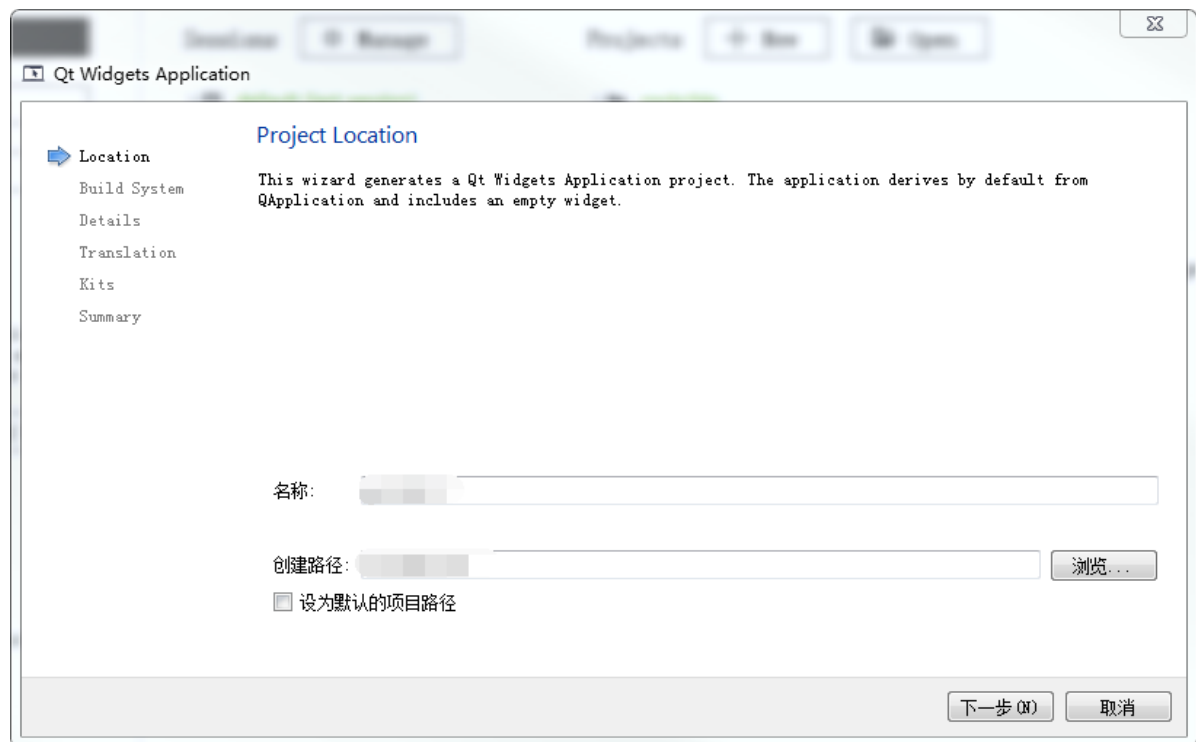 Qt Widgets Application
Project Location
Location
Build System
Details
Translation
Kits
Summary
This wizard generates a Qt Widgets Application project. The application derives by default from
QApplication and includes an empty widget.
名称:
创建路径:
浏览...
设为默认的项目路径
下一步(N)
取消